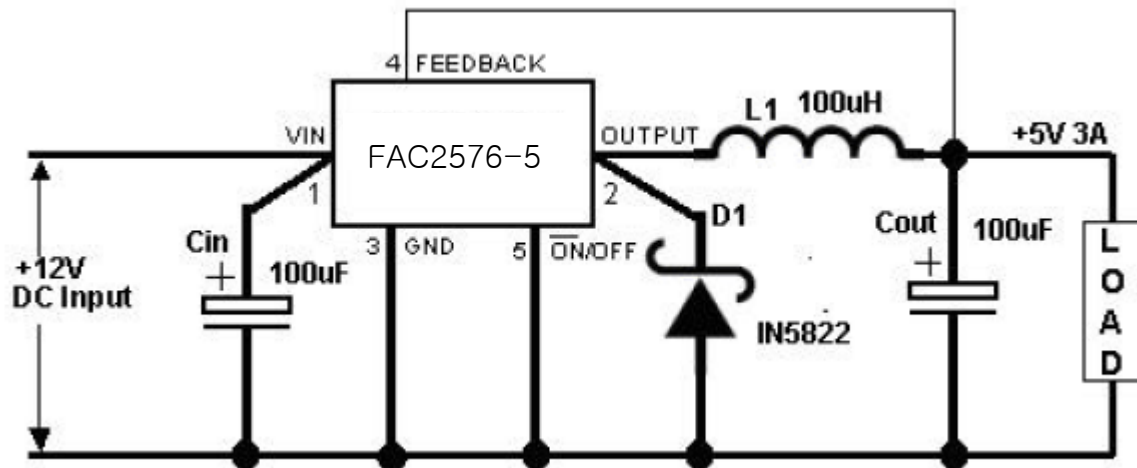 4 FEEDBACK
L1 100uH
VIN
FAC2576-5
OUTPUT
+5V 3A
1
2
D1
Cin
3 GND
5 ON/OFF
Cout
100uF
+
100uF
+
+12V
DC Input
IN5822
LOAD